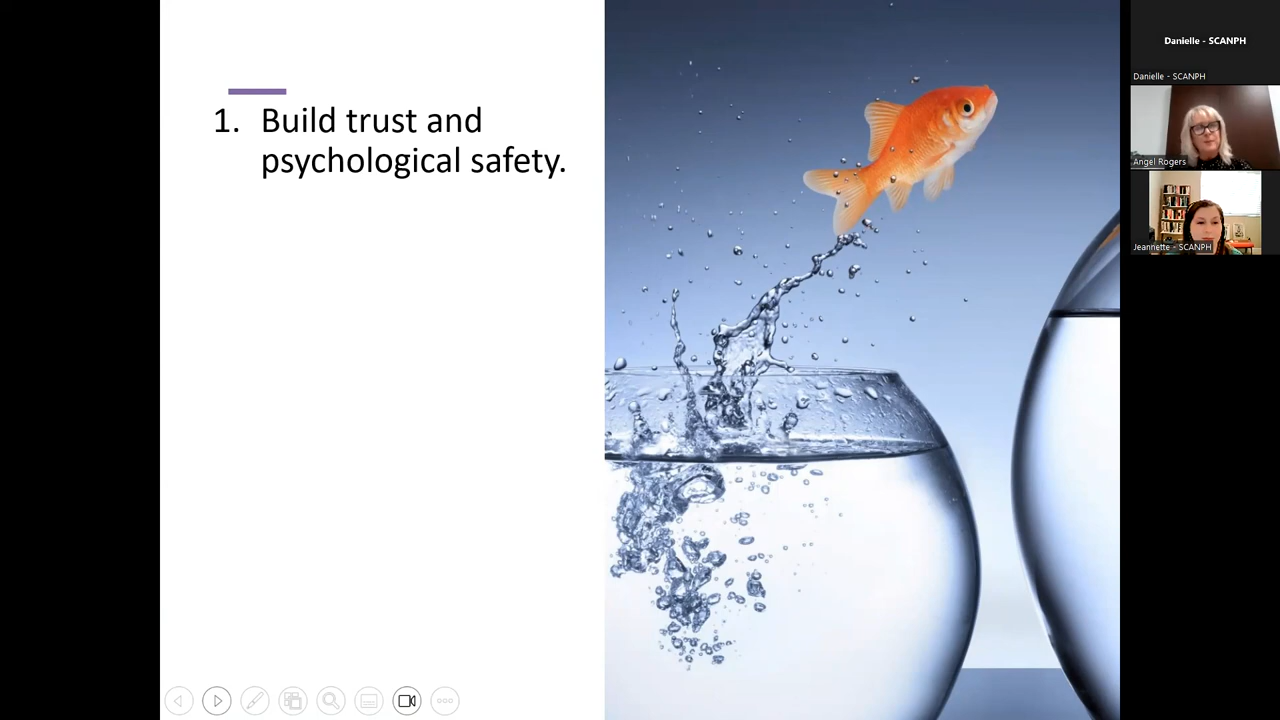 1. Build trust and
psychological safety.
Danielle - SCANPH
Danielle - SCANPH
Angel Rogers
Jeannette - SCANPH